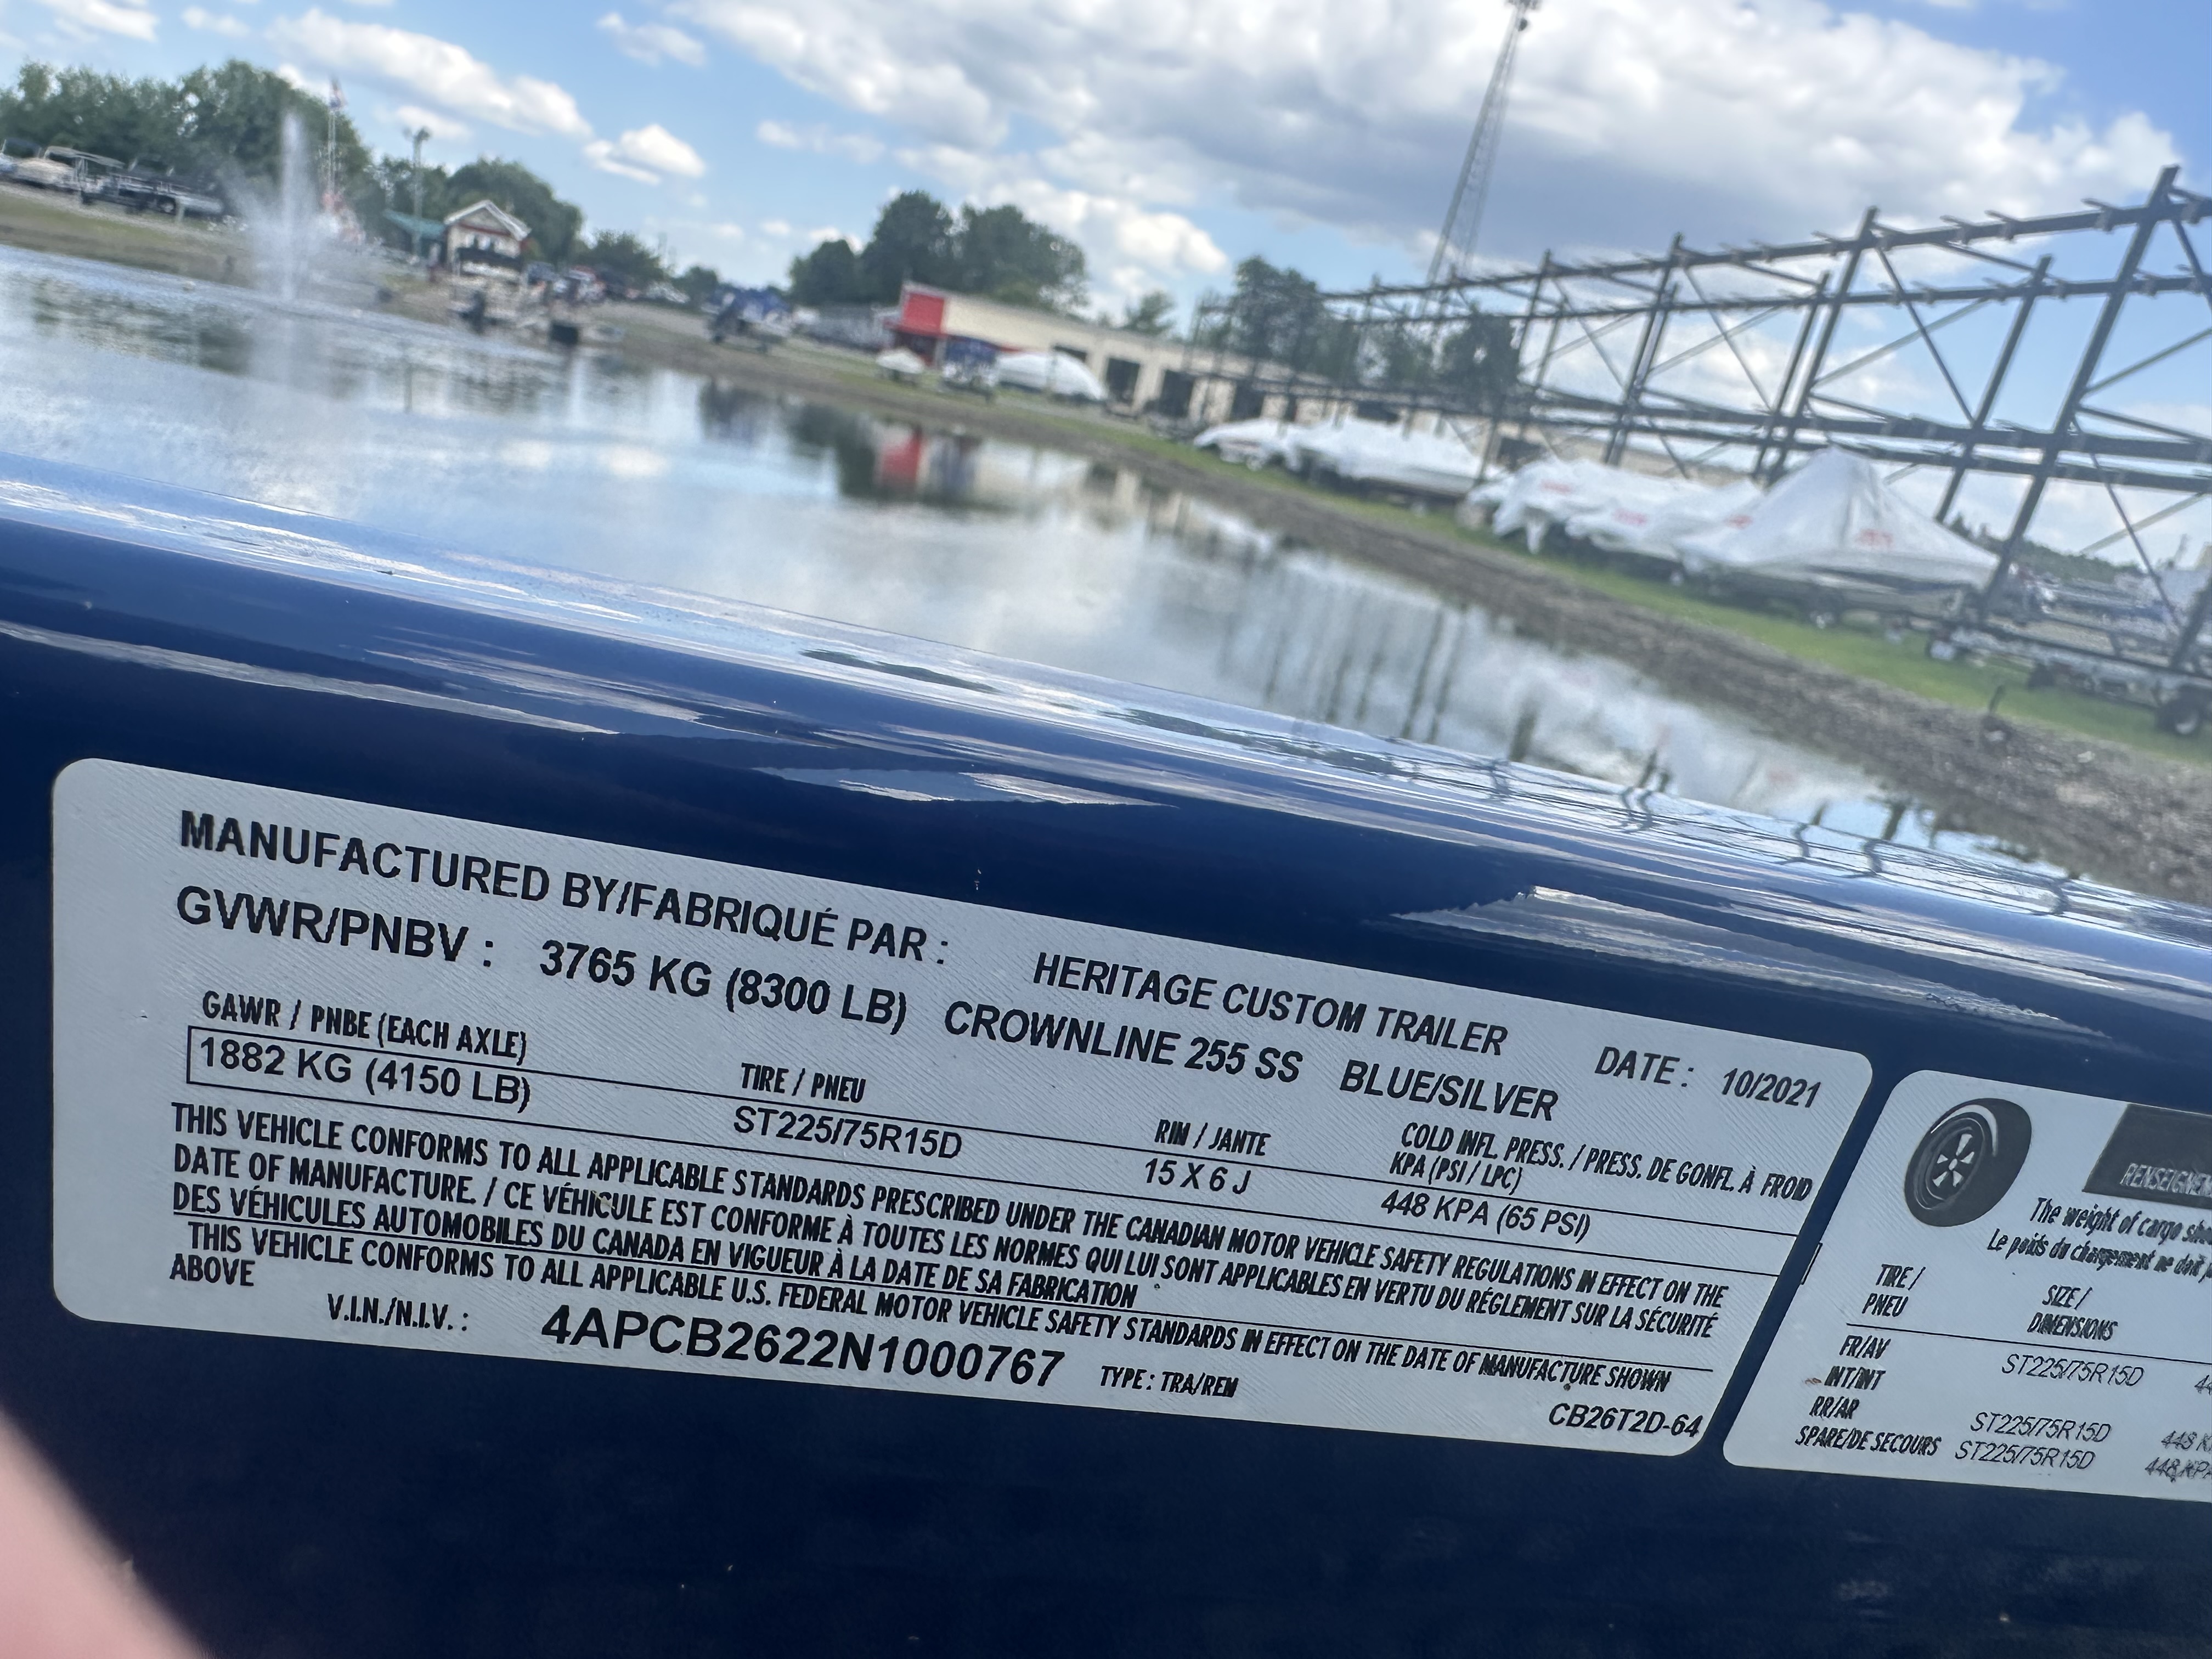 MANUFACTURED BY/FABRIQUÉ PAR : HERITAGE CUSTOM TRAILER DATE : 10/2021
GVWR/PNBV : 3765 KG (8300 LB) CROWNLINE 255 SS BLUE/SILVER
GAWR / PNBE (EACH AXLE) TIRE / PNEU RIM / JANTE COLD INFL. PRESS. / PRESS. DE GONFL. À FROID
KPA (PSI / LPC)
1882 KG (4150 LB) ST225/75R15D 15 X 6 J 448 KPA (65 PSI)
THIS VEHICLE CONFORMS TO ALL APPLICABLE STANDARDS PRESCRIBED UNDER THE CANADIAN MOTOR VEHICLE SAFETY REGULATIONS IN EFFECT ON THE
DATE OF MANUFACTURE. / CE VÉHICULE EST CONFORME À TOUTES LES NORMES QUI LUI SONT APPLICABLES EN VERTU DU RÉGLEMENT SUR LA SÉCURITÉ
DES VÉHICULES AUTOMOBILES DU CANADA EN VIGUEUR À LA DATE DE SA FABRICATION
THIS VEHICLE CONFORMS TO ALL APPLICABLE U.S. FEDERAL MOTOR VEHICLE SAFETY STANDARDS IN EFFECT ON THE DATE OF MANUFACTURE SHOWN
ABOVE
V.I.N./N.I.V. : 4APCB2622N1000767 TYPE : TRA/REM
CB26T2D-64
The weight of cargo
Le poids du chargement ne doit
TIRE / SIZE /
PNEU DIMENSIONS
FR/AV ST225/75R15D
INT/INT
RR/AR ST225/75R15D 448
SPARE/DE SECOURS ST225/75R15D 448 KPA